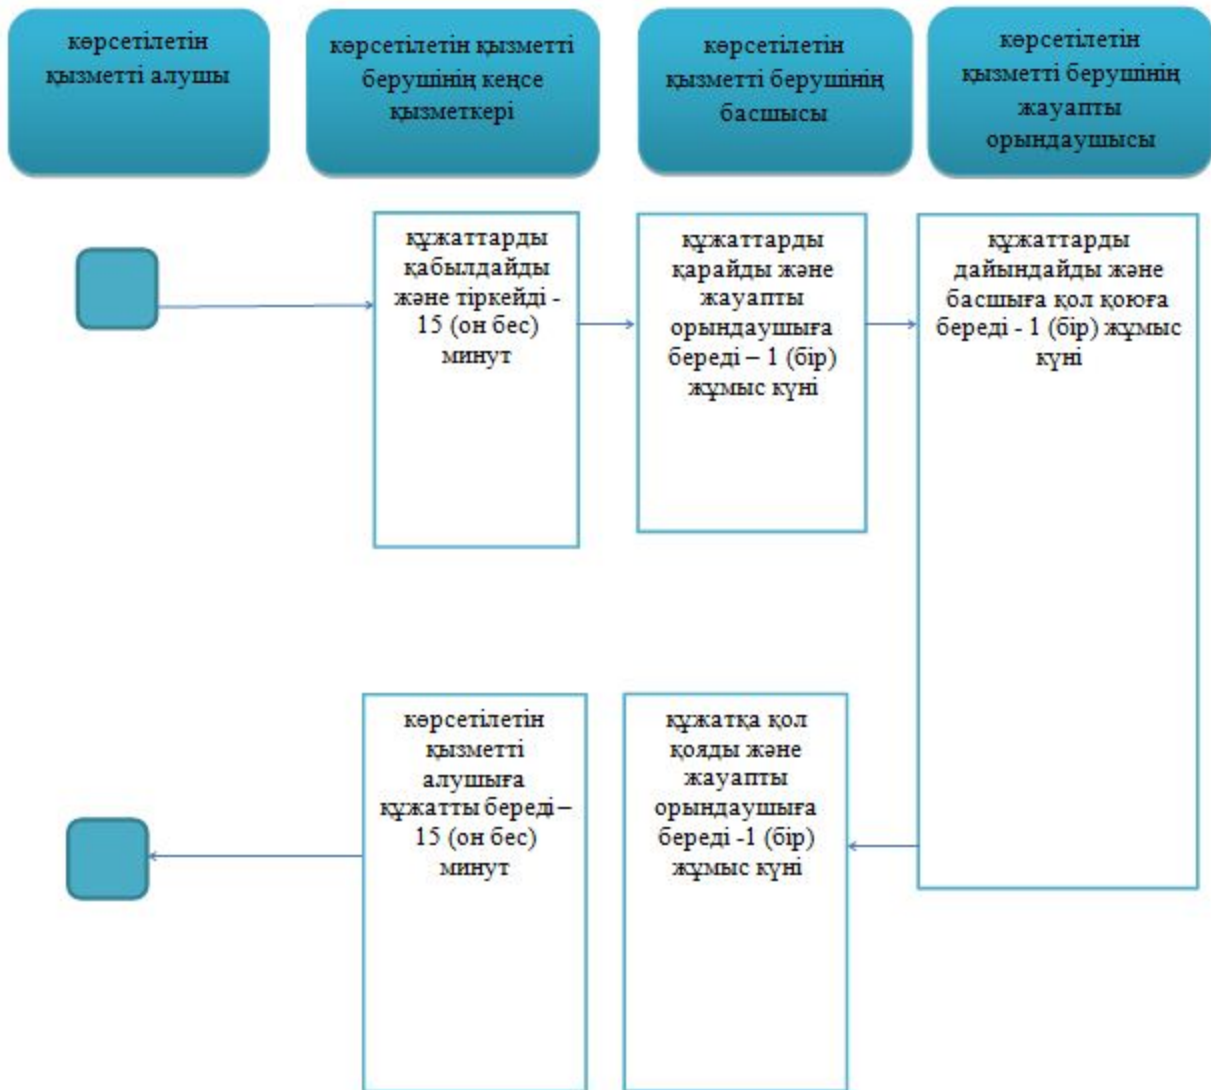 көрсетілетін
қызметті алушы
көрсетілетін қызметті
берушінің кеңсе
қызметкері
көрсетілетін
қызметті берушінің
басшысы
көрсетілетін
қызметті берушінің
жауапты
орындаушысы
құжаттарды
қабылдайды
және тіркейді -
15 (он бес)
минут
құжаттарды
қарайды және
жауапты
орындаушыға
береді – 1 (бір)
жұмыс күні
құжаттарды
дайындайды және
басшыға қол қоюға
береді - 1 (бір) жұмыс
күні
көрсетілетін
қызметті
алушыға
құжатты береді –
15 (он бес)
минут
құжатқа қол
қояды және
жауапты
орындаушыға
береді -1 (бір)
жұмыс күні